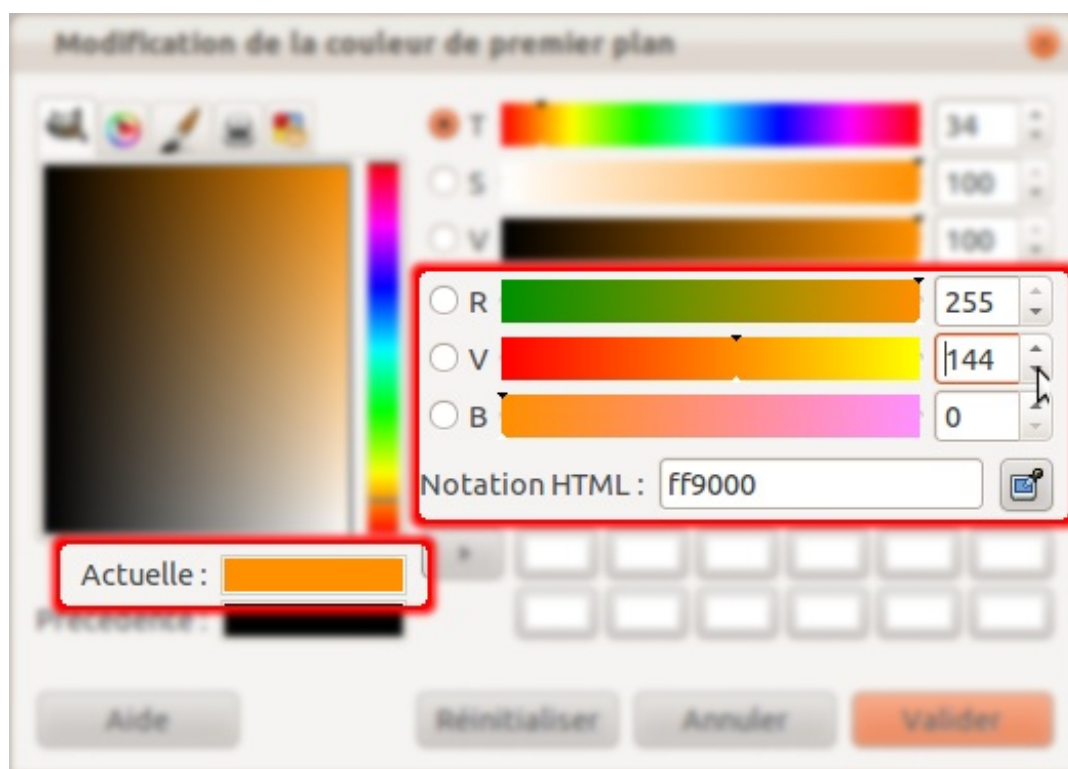 Modification de la couleur de premier plan
T 34
S 100
V 100
R 255
V 144
B 0
Notation HTML : ff9000
Actuelle :
Précédente :
Aide Réinitialiser Annuler Valider